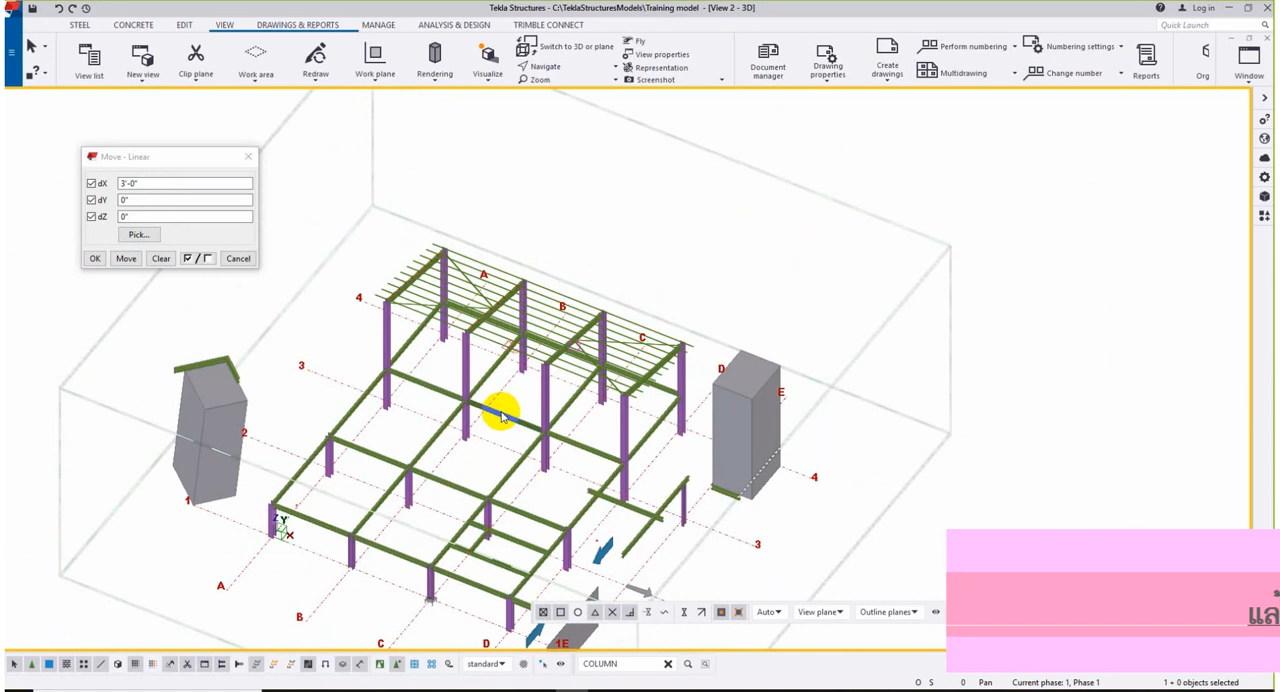 Tekla Structures - C:\TeklaStructuresModels\Training model - [View 2 - 3D]
Log in
STEEL CONCRETE EDIT VIEW DRAWINGS & REPORTS MANAGE ANALYSIS & DESIGN TRIMBLE CONNECT
Quick Launch
View list
New view
Clip plane
Work area
Redraw
Work plane
Rendering
Visualize
Switch to 3D or plane
Navigate
Zoom
Fly
View properties
Representation
Screenshot
Document manager
Drawing properties
Create drawings
Perform numbering
Multidrawing
Numbering settings
Change number
Reports
Org
Window
Move - Linear
dX 3'-0"
dY 0"
dZ 0"
Pick...
OK Move Clear / Cancel
A
4
B
C
3
D
E
2
4
1
Z Y
X
3
A
B
C
D
1E
Auto View plane Outline planes
แล
standard COLUMN
O S 0 Pan Current phase: 1, Phase 1 1 + 0 objects selected